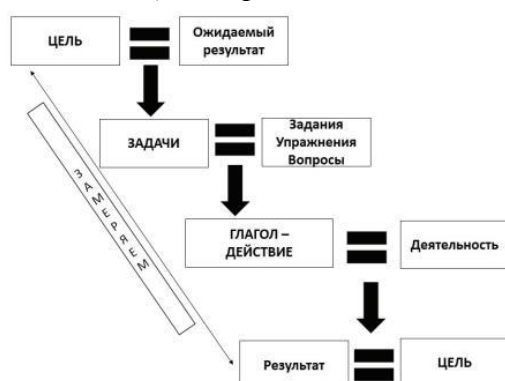 ЦЕЛЬ
Ожидаемый
результат
ЗАДАЧИ
Задания
Упражнения
Вопросы
ЗАМЕРЯЕМ
ГЛАГОЛ –
ДЕЙСТВИЕ
Деятельность
Результат
ЦЕЛЬ